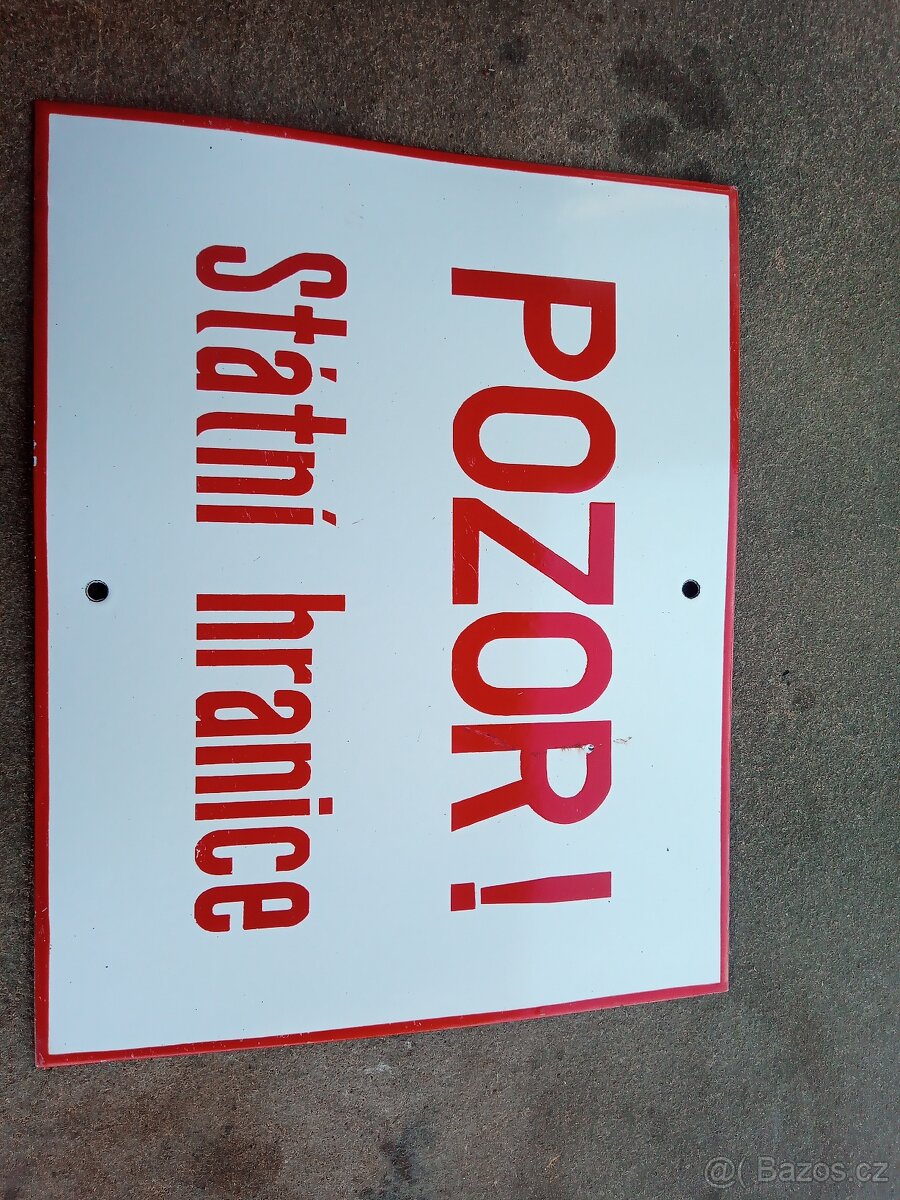 POZOR!
Státní hranice
@( Bazos.cz